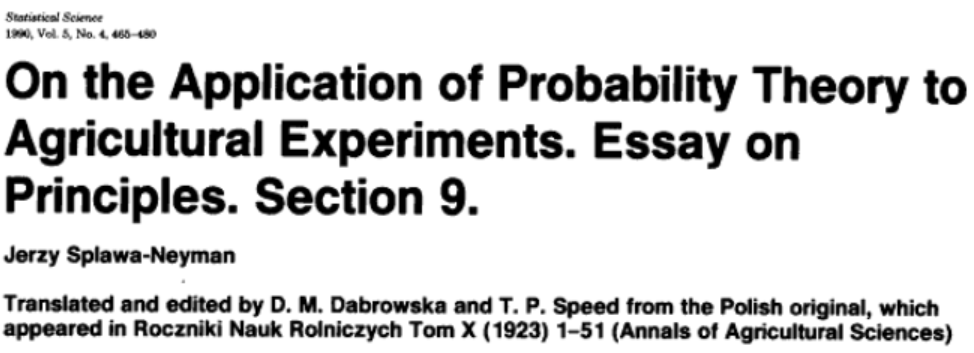 Statistical Science
1990, Vol. 5, No. 4, 465–480
On the Application of Probability Theory to
Agricultural Experiments. Essay on
Principles. Section 9.
Jerzy Splawa-Neyman
Translated and edited by D. M. Dabrowska and T. P. Speed from the Polish original, which
appeared in Roczniki Nauk Rolniczych Tom X (1923) 1–51 (Annals of Agricultural Sciences)